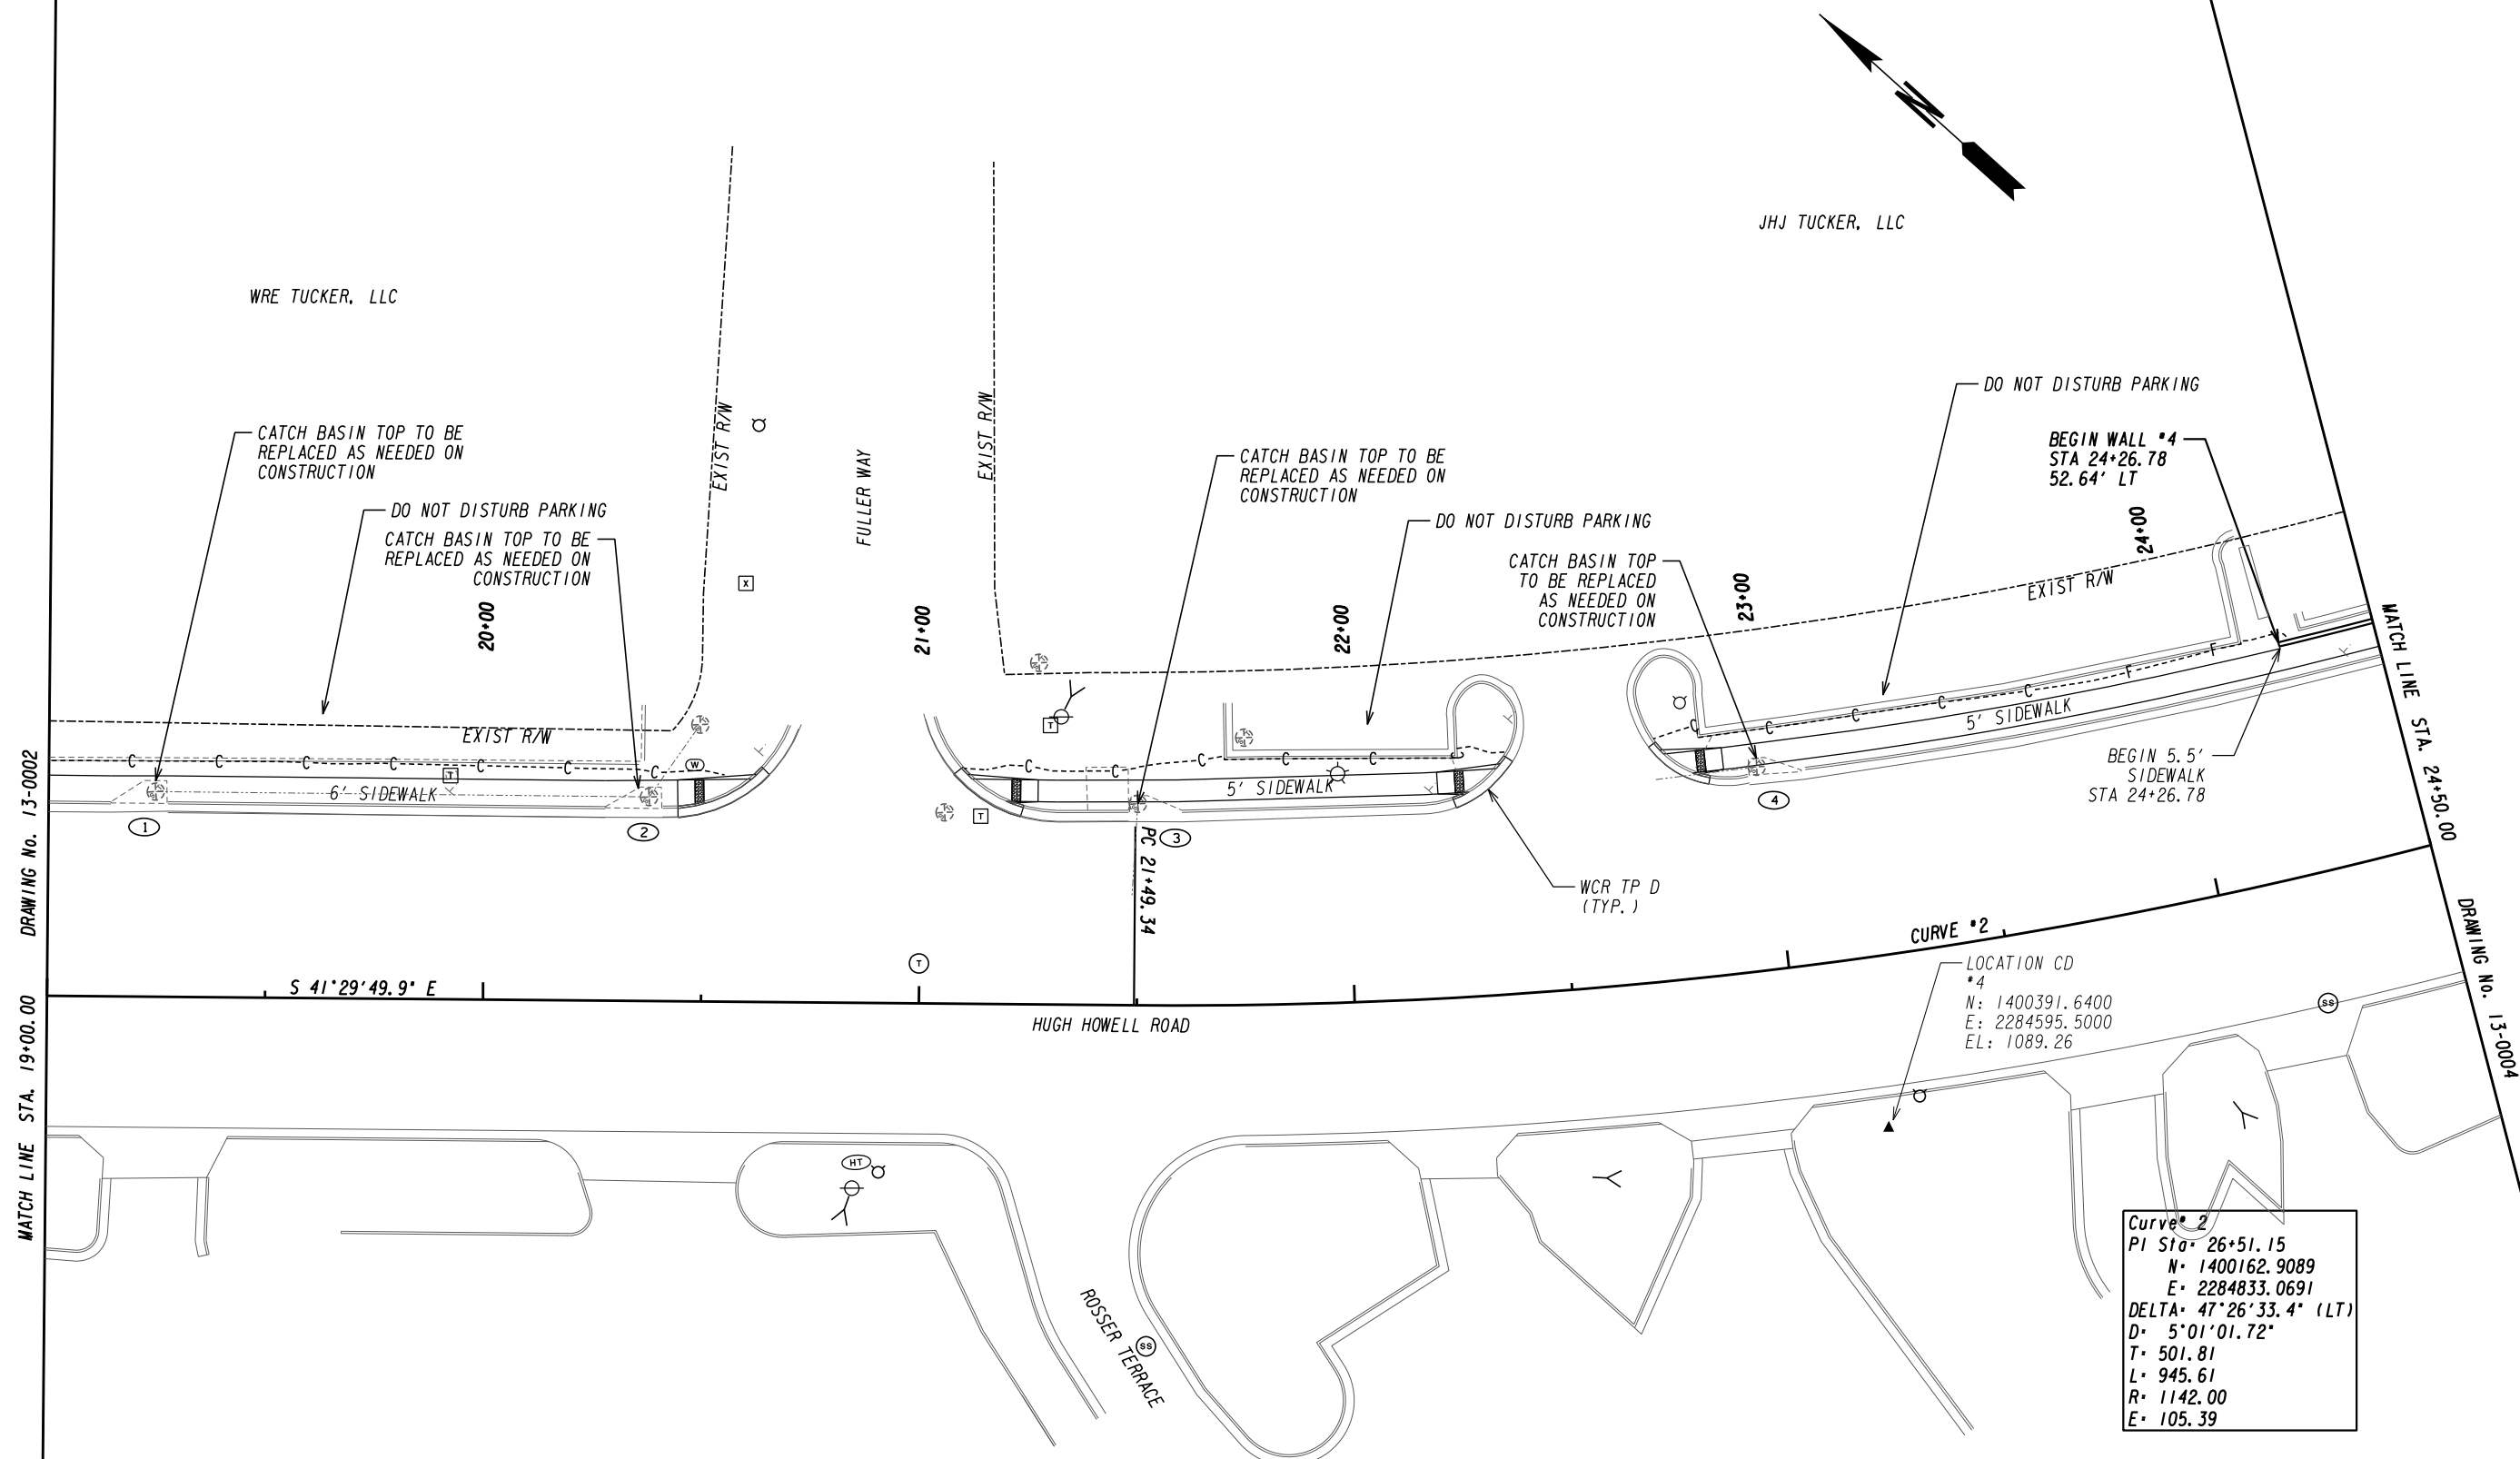 N
JHJ TUCKER, LLC
WRE TUCKER, LLC
CATCH BASIN TOP TO BE
REPLACED AS NEEDED ON
CONSTRUCTION
DO NOT DISTURB PARKING
CATCH BASIN TOP TO BE
REPLACED AS NEEDED ON
CONSTRUCTION
20+00
EXIST R/W
EXIST R/W
FULLER WAY
X
21+00
EXIST R/W
CATCH BASIN TOP TO BE
REPLACED AS NEEDED ON
CONSTRUCTION
DO NOT DISTURB PARKING
CATCH BASIN TOP
TO BE REPLACED
AS NEEDED ON
CONSTRUCTION
22+00
23+00
DO NOT DISTURB PARKING
BEGIN WALL #4
STA 24+26.78
52.64' LT
24+00
EXIST R/W
MATCH LINE STA. 24+50.00
DRAWING No. 13-0004
C C C C C C C
T
W
6' SIDEWALK
1
2
T
T
C C C C C C
5' SIDEWALK
3
PC 21+49.34
C C C C C F F
5' SIDEWALK
4
BEGIN 5.5'
SIDEWALK
STA 24+26.78
WCR TP D
(TYP.)
DRAWING No. 13-0002
MATCH LINE STA. 19+00.00
S 41°29'49.9" E
T
HUGH HOWELL ROAD
CURVE #2
LOCATION CD
#4
N: 1400391.6400
E: 2284595.5000
EL: 1089.26
SS
HT
ROSSER TERRACE
SS
Curve# 2
PI Sta= 26+51.15
N= 1400162.9089
E= 2284833.0691
DELTA= 47°26'33.4" (LT)
D= 5°01'01.72"
T= 501.81
L= 945.61
R= 1142.00
E= 105.39